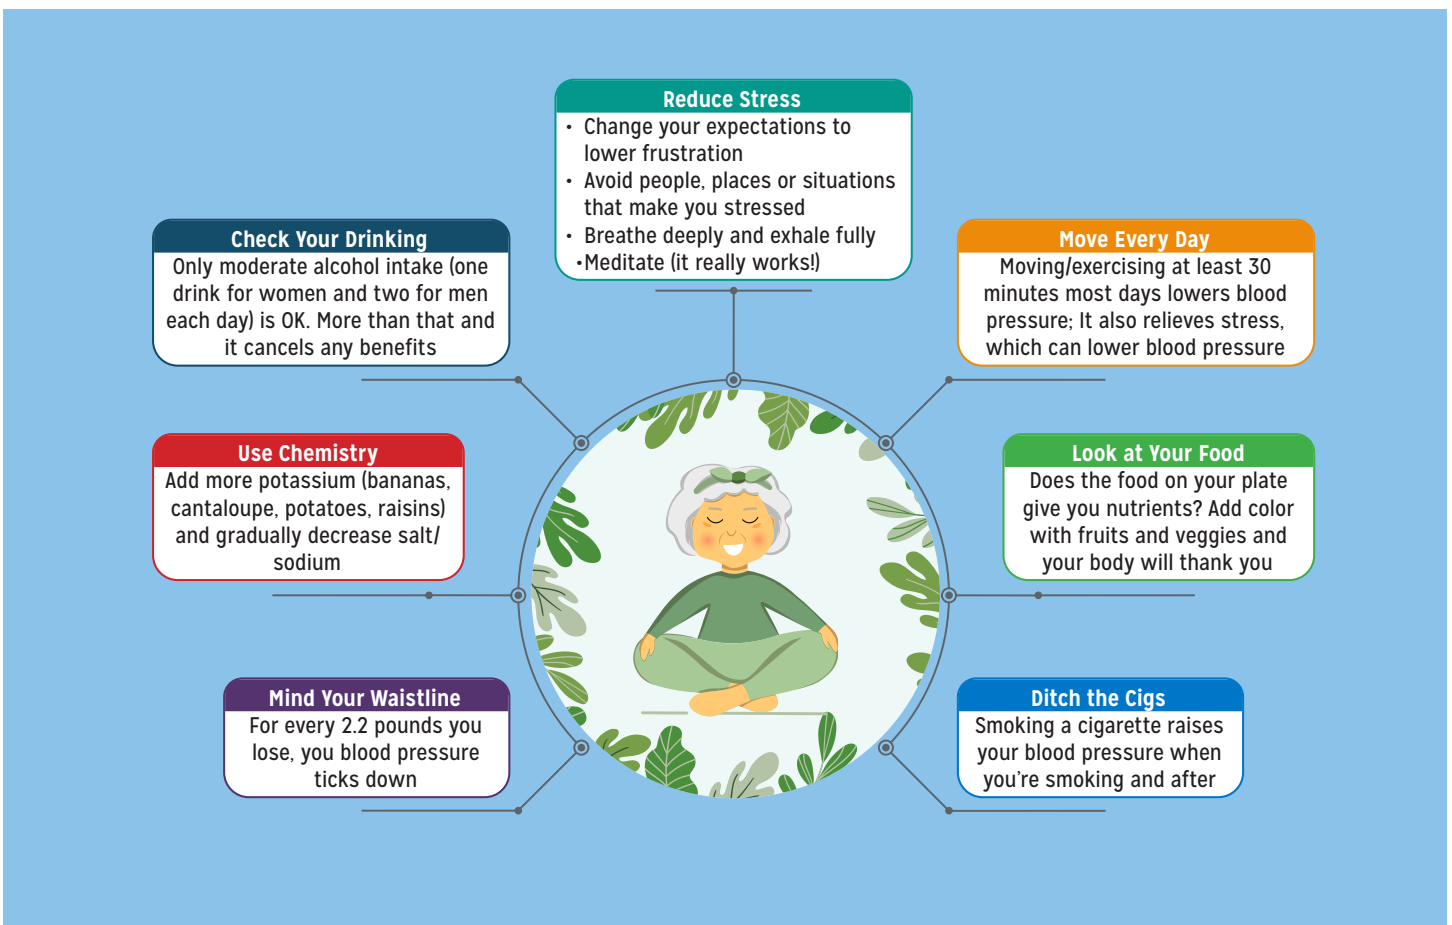 Reduce Stress
• Change your expectations to
lower frustration
• Avoid people, places or situations
that make you stressed
• Breathe deeply and exhale fully
•Meditate (it really works!)
Check Your Drinking
Only moderate alcohol intake (one
drink for women and two for men
each day) is OK. More than that and
it cancels any benefits
Move Every Day
Moving/exercising at least 30
minutes most days lowers blood
pressure; It also relieves stress,
which can lower blood pressure
Use Chemistry
Add more potassium (bananas,
cantaloupe, potatoes, raisins)
and gradually decrease salt/
sodium
Look at Your Food
Does the food on your plate
give you nutrients? Add color
with fruits and veggies and
your body will thank you
Mind Your Waistline
For every 2.2 pounds you
lose, you blood pressure
ticks down
Ditch the Cigs
Smoking a cigarette raises
your blood pressure when
you're smoking and after